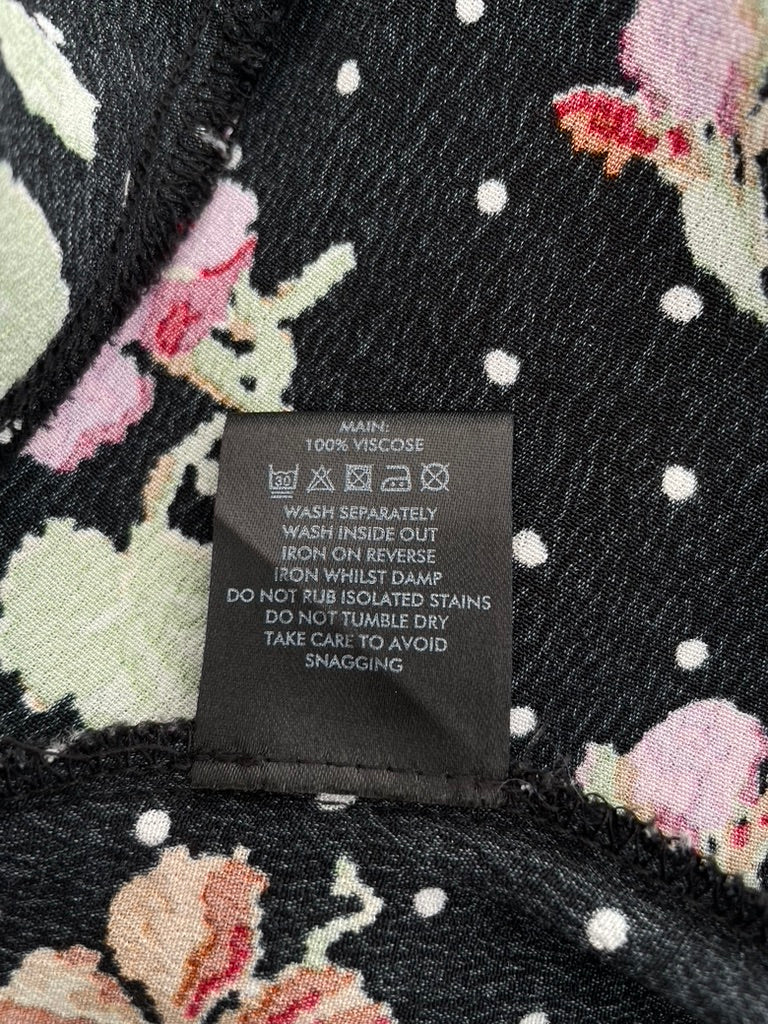 MAIN:
100% VISCOSE
30
WASH SEPARATELY
WASH INSIDE OUT
IRON ON REVERSE
IRON WHILST DAMP
DO NOT RUB ISOLATED STAINS
DO NOT TUMBLE DRY
TAKE CARE TO AVOID
SNAGGING